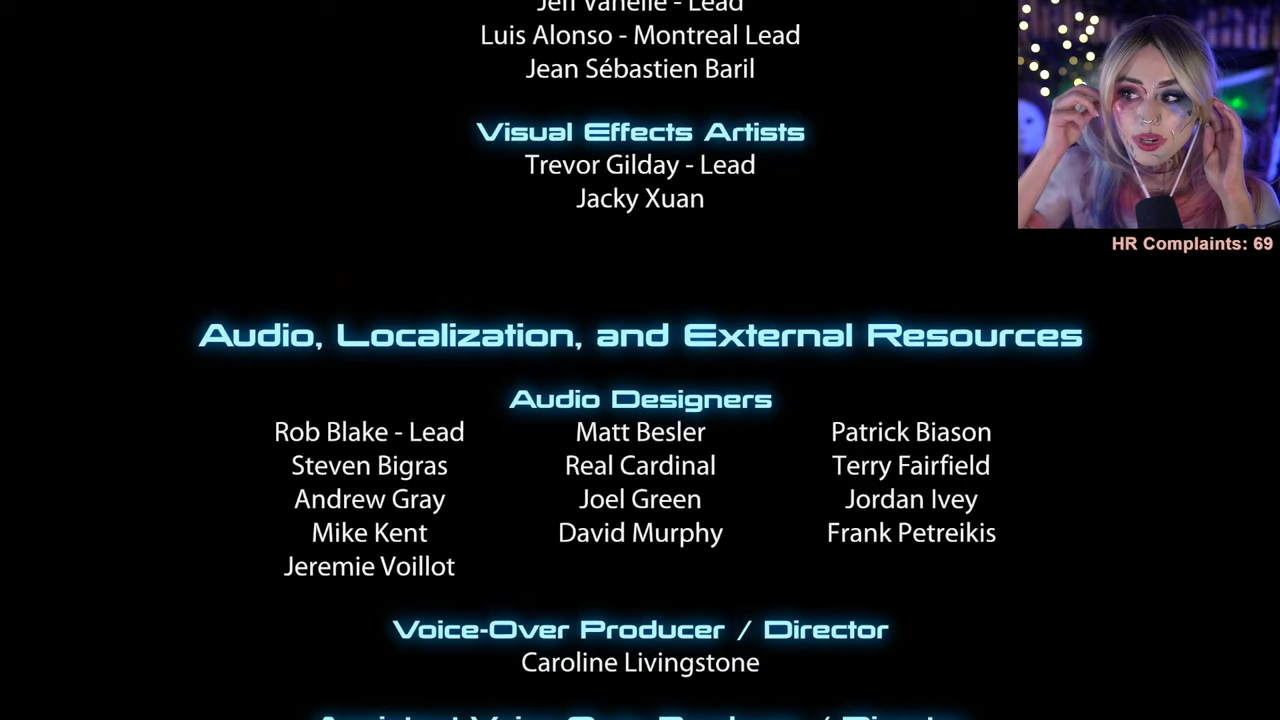 Luis Alonso - Montreal Lead
Jean Sébastien Baril
Visual Effects Artists
Trevor Gilday - Lead
Jacky Xuan
HR Complaints: 69
Audio, Localization, and External Resources
Audio Designers
Rob Blake - Lead Matt Besler Patrick Biason
Steven Bigras Real Cardinal Terry Fairfield
Andrew Gray Joel Green Jordan Ivey
Mike Kent David Murphy Frank Petreikis
Jeremie Voillot
Voice-Over Producer / Director
Caroline Livingstone